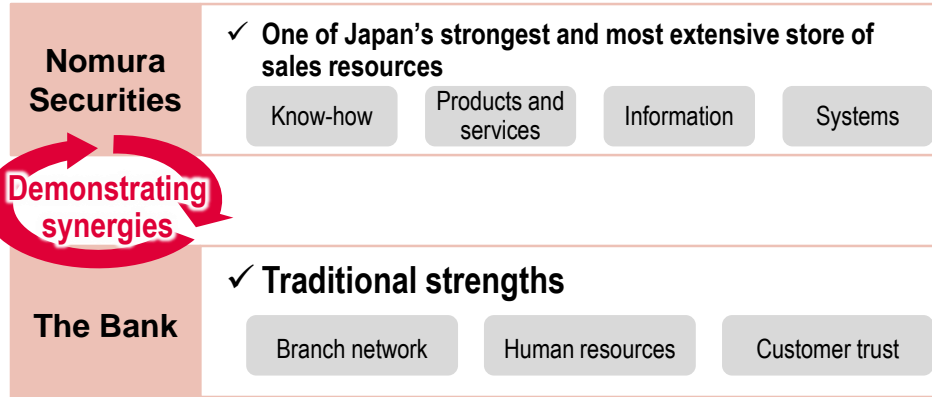 Nomura
Securities
✓ One of Japan's strongest and most extensive store of
sales resources
Know-how
Products and
services
Information
Systems
Demonstrating
synergies
The Bank
✓ Traditional strengths
Branch network
Human resources
Customer trust